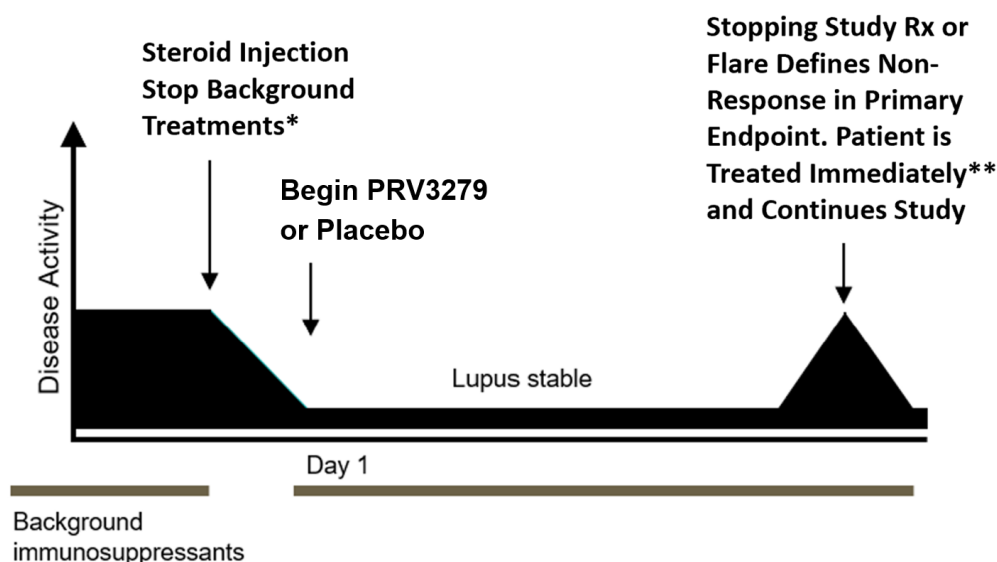 Steroid Injection
Stop Background
Treatments*
Begin PRV3279
or Placebo
Stopping Study Rx or
Flare Defines Non-
Response in Primary
Endpoint. Patient is
Treated Immediately**
and Continues Study
Disease Activity
Lupus stable
Day 1
Background
immunosuppressants